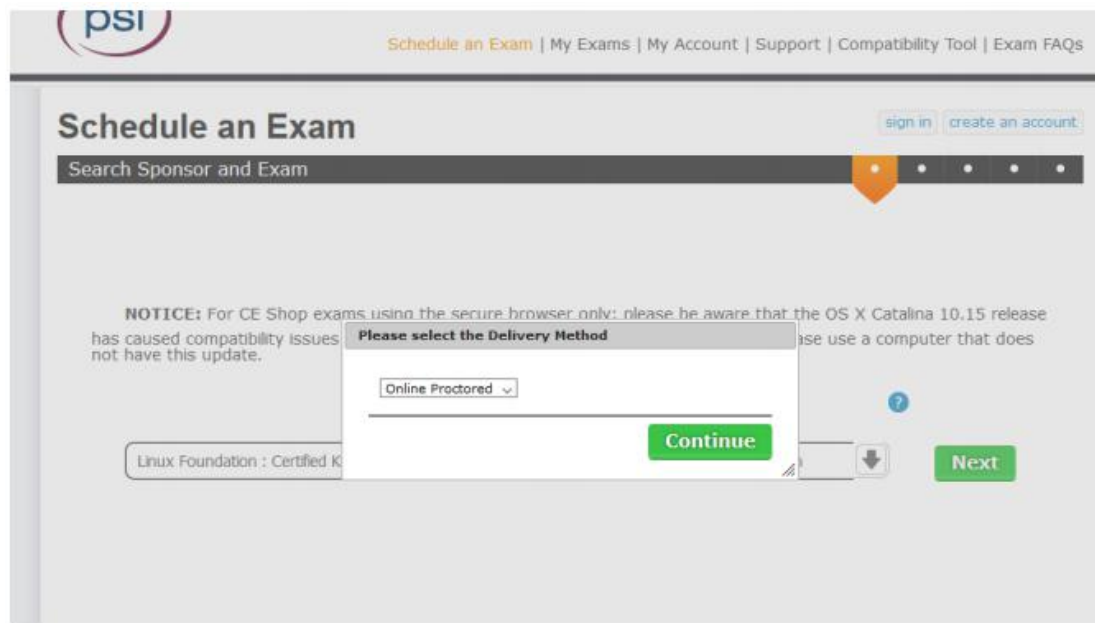 psi
Schedule an Exam | My Exams | My Account | Support | Compatibility Tool | Exam FAQs
Schedule an Exam
sign in create an account
Search Sponsor and Exam
NOTICE: For CE Shop exams using the secure browser only: please be aware that the OS X Catalina 10.15 release
has caused compatibility issues use a computer that does
not have this update.
Please select the Delivery Method
Online Proctored
Continue
?
Linux Foundation : Certified K
Next